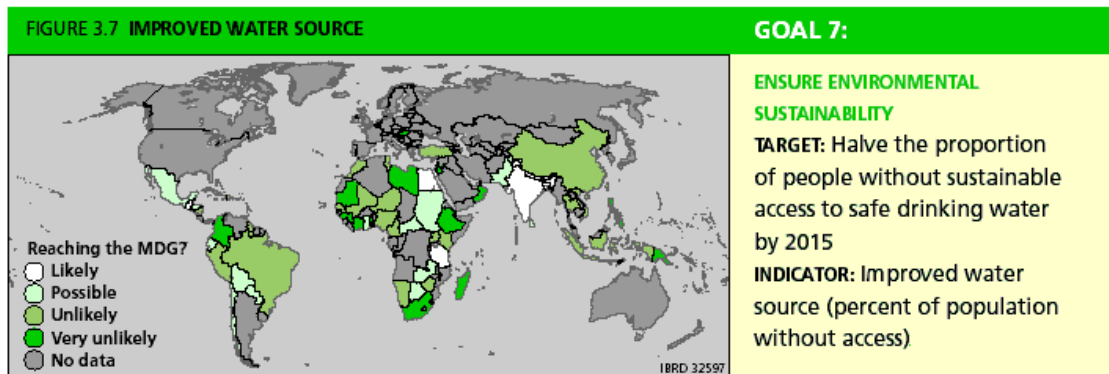 FIGURE 3.7 IMPROVED WATER SOURCE
Reaching the MDG?
Likely
Possible
Unlikely
Very unlikely
No data
IBRD 32597
GOAL 7:
ENSURE ENVIRONMENTAL
SUSTAINABILITY
TARGET: Halve the proportion
of people without sustainable
access to safe drinking water
by 2015
INDICATOR: Improved water
source (percent of population
without access)